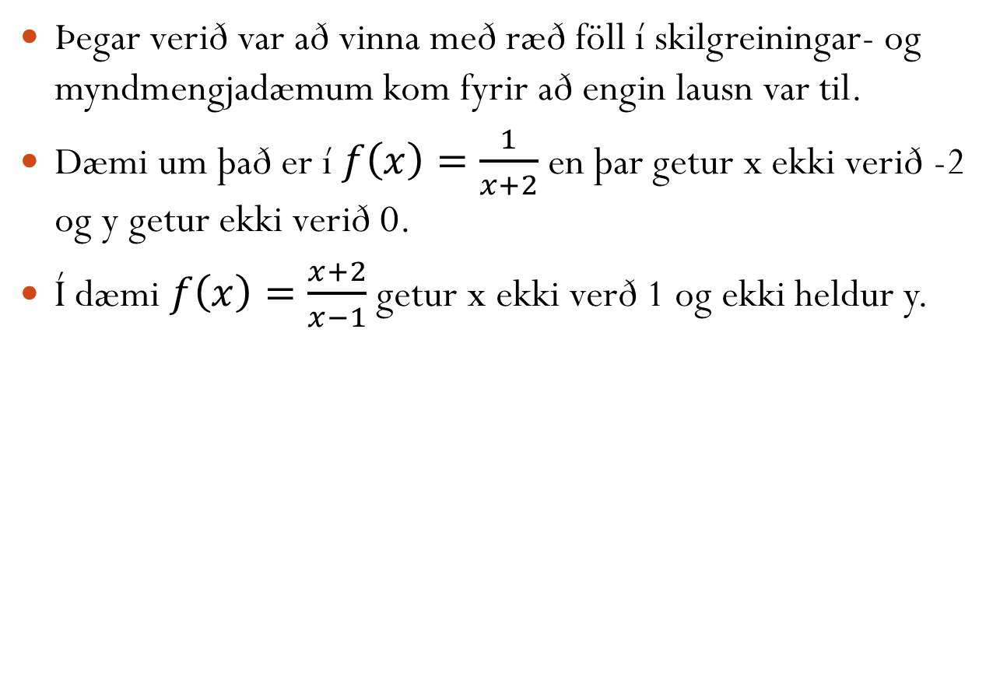 • Þegar verið var að vinna með ræð föll í skilgreiningar- og
myndmengjadæmum kom fyrir að engin lausn var til.
• Dæmi um það er í $f(x) = \frac{1}{x+2}$ en þar getur x ekki verið -2
og y getur ekki verið 0.
• Í dæmi $f(x) = \frac{x+2}{x-1}$ getur x ekki verð 1 og ekki heldur y.